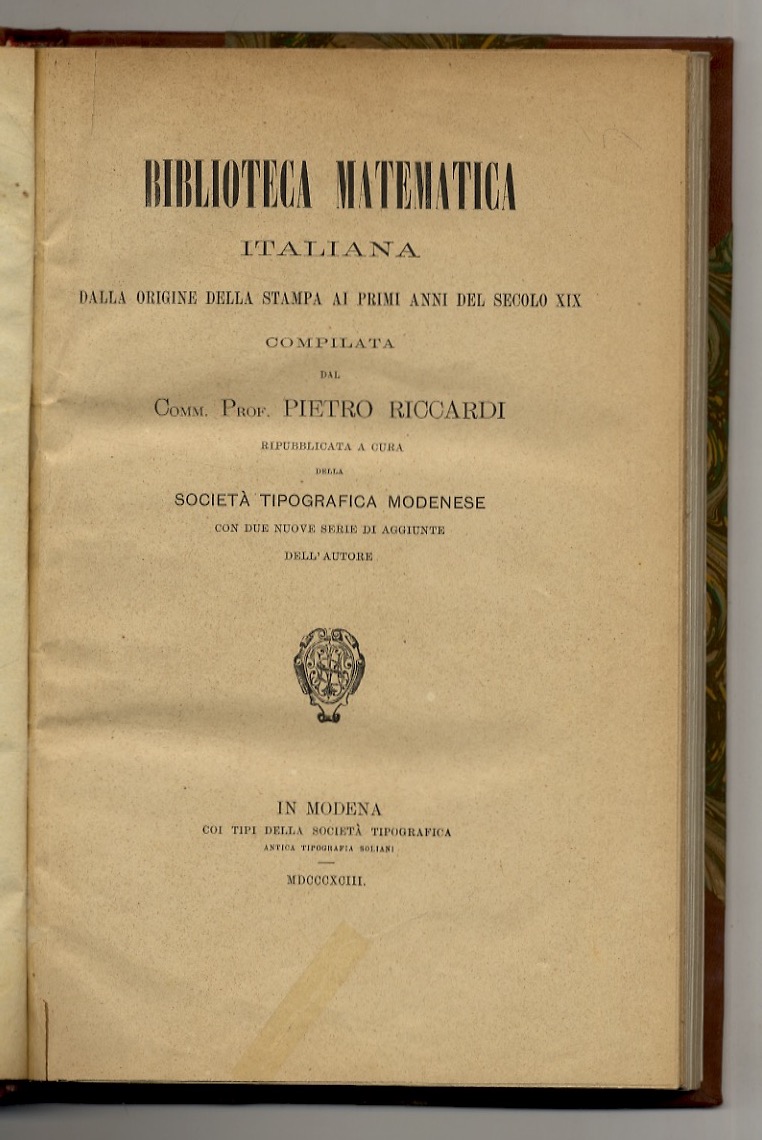 BIBLIOTECA MATEMATICA
ITALIANA
DALLA ORIGINE DELLA STAMPA AI PRIMI ANNI DEL SECOLO XIX
COMPILATA
DAL
COMM. PROF. PIETRO RICCARDI
RIPUBBLICATA A CURA
DELLA
SOCIETÀ TIPOGRAFICA MODENESE
CON DUE NUOVE SERIE DI AGGIUNTE
DELL'AUTORE
IN MODENA
COI TIPI DELLA SOCIETÀ TIPOGRAFICA
ANTICA TIPOGRAFIA SOLIANI
MDCCCXCIII.